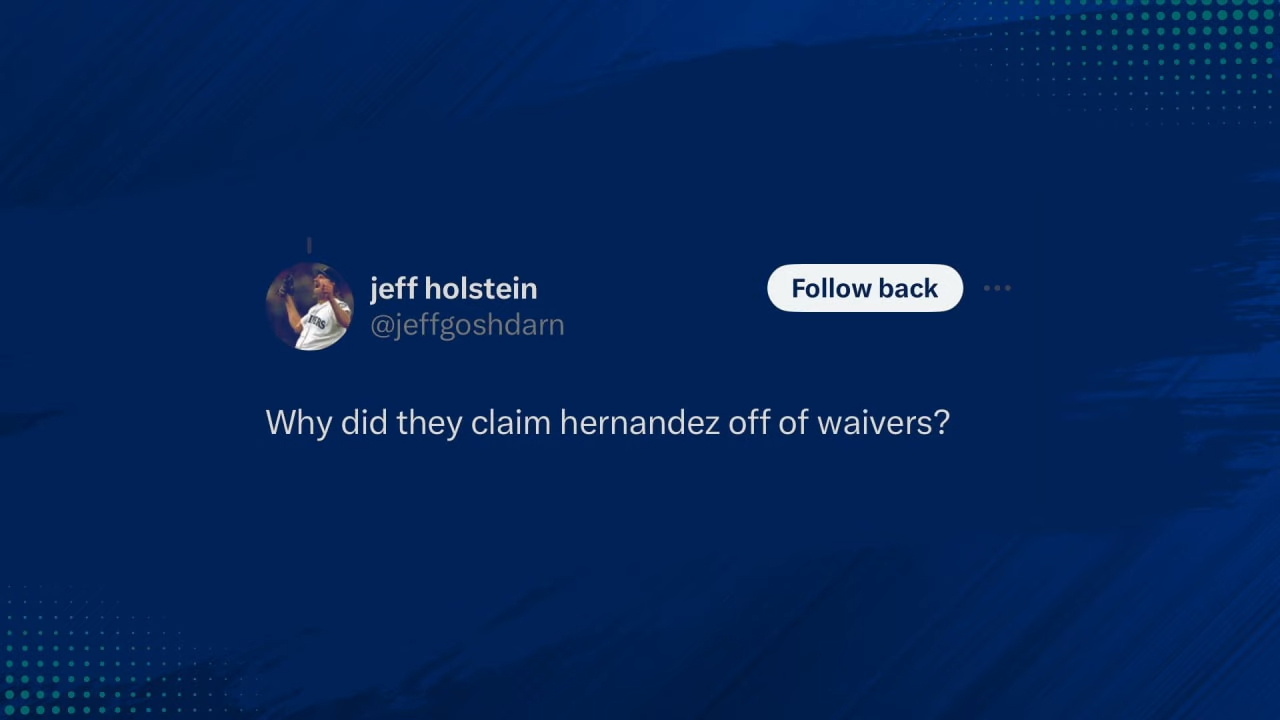 jeff holstein
Follow back
@jeffgoshdarn
Why did they claim hernandez off of waivers?